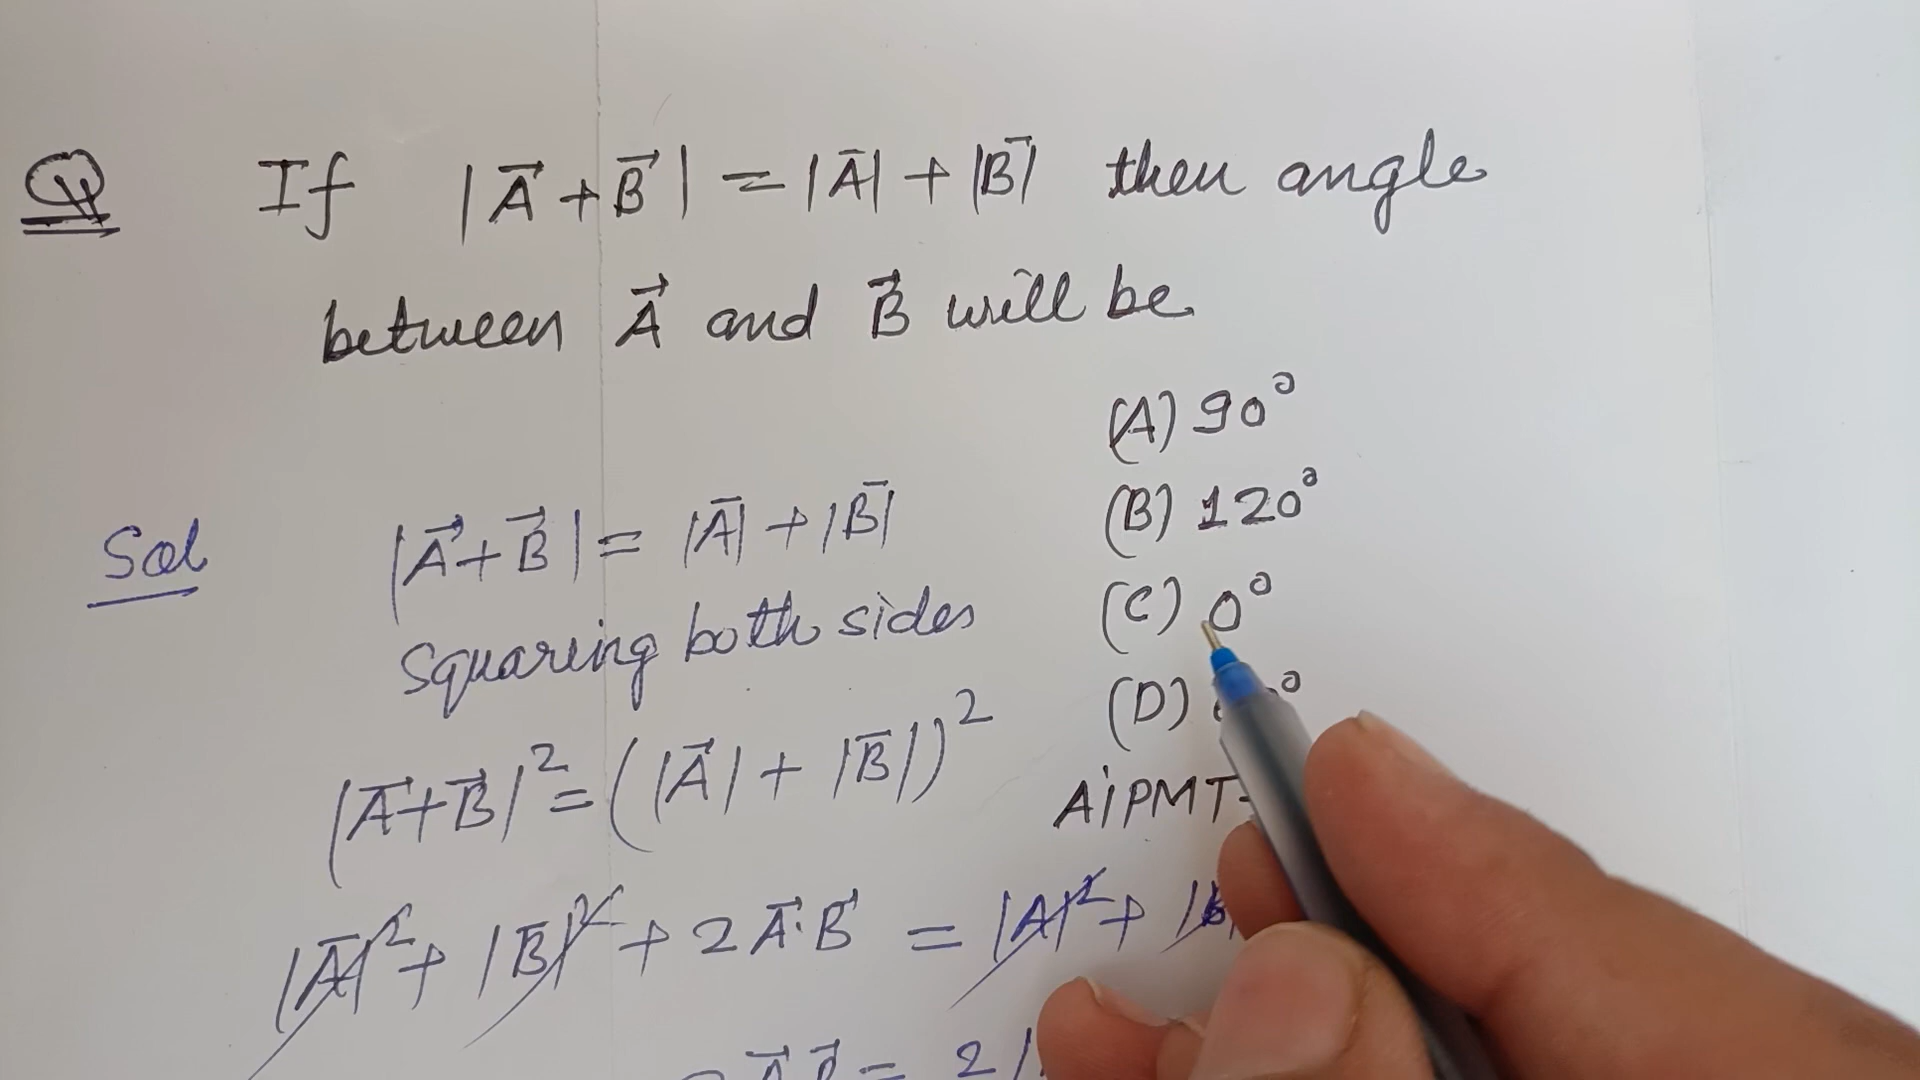 Q If |A⃗+B⃗| = |A̅|+|B̅| then angle
between A⃗ and B⃗ will be
(A) 90°
(B) 120°
(C) 0°
(D)
AiPMT-
Sol |A⃗+B⃗| = |A̅|+|B̅|
Squaring both sides
|A⃗+B⃗|² = (|A⃗| + |B̅|)²
|A̅|² + |B̅|² + 2A⃗·B⃗ = |A|² + |B|
A⃗ B⃗ = 2|